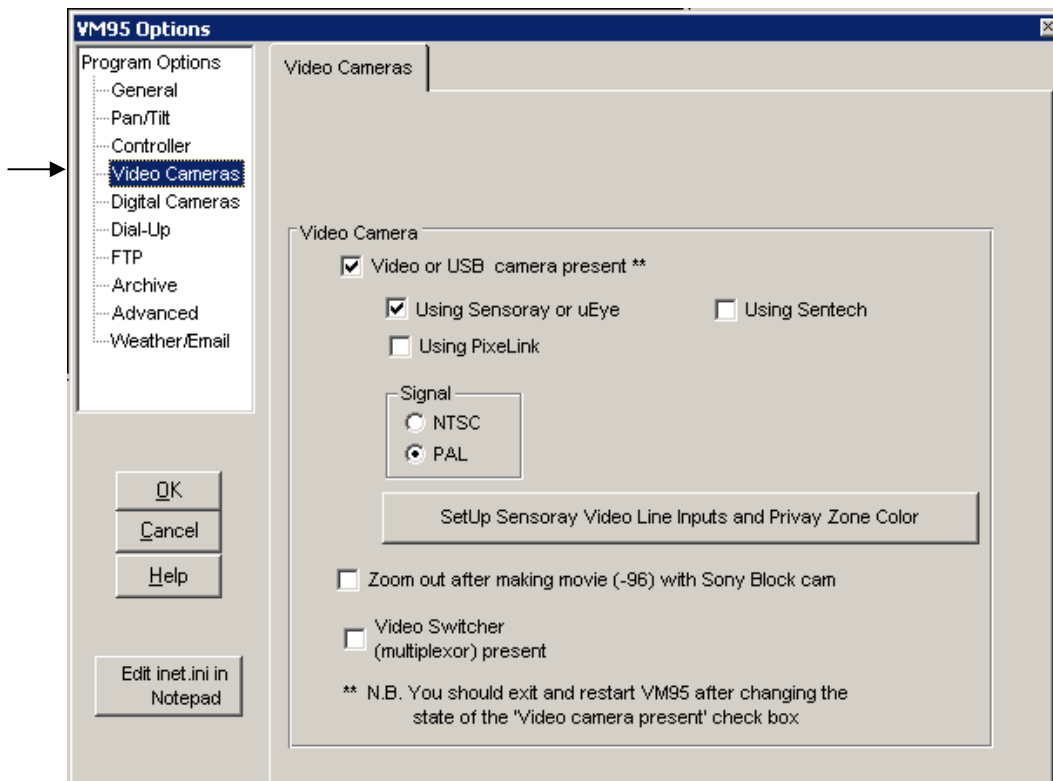 VM95 Options
Program Options
General
Pan/Tilt
Controller
Video Cameras
Digital Cameras
Dial-Up
FTP
Archive
Advanced
Weather/Email
OK
Cancel
Help
Edit inet.ini in
Notepad
Video Cameras
Video Camera
Video or USB camera present **
Using Sensoray or uEye
Using Sentech
Using PixeLink
Signal
NTSC
PAL
SetUp Sensoray Video Line Inputs and Privay Zone Color
Zoom out after making movie (-96) with Sony Block cam
Video Switcher
(multiplexor) present
** N.B. You should exit and restart VM95 after changing the
state of the 'Video camera present' check box